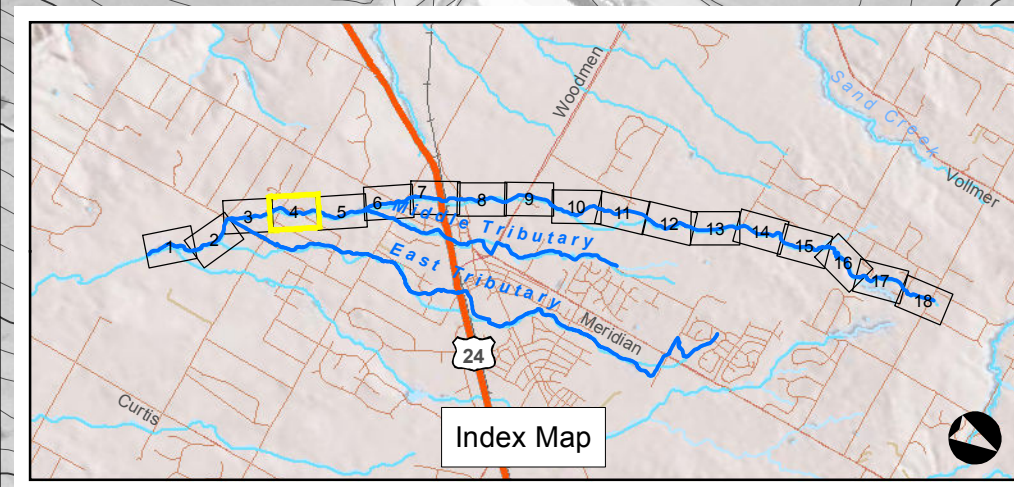 Woodmen
Sand Creek
Vollmer
1
2
3
4
5
6
7
8
9
10
11
12
13
14
15
16
17
18
Middle Tributary
East Tributary
Meridian
24
Curtis
Index Map